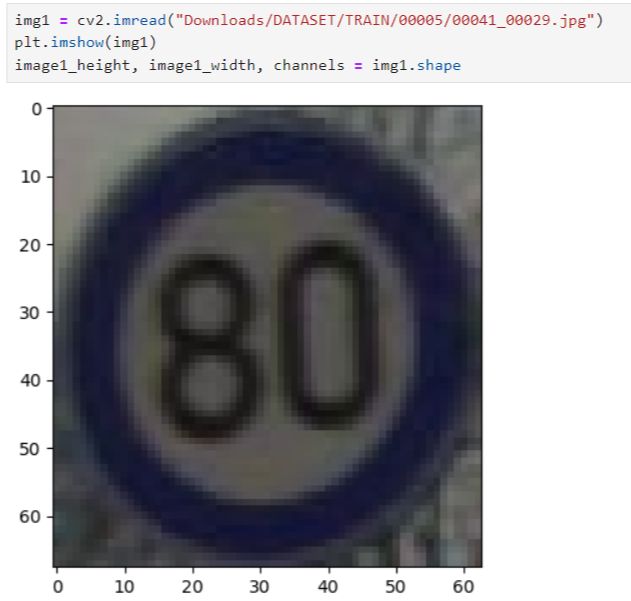 img1 = cv2.imread("Downloads/DATASET/TRAIN/00005/00041_00029.jpg")
plt.imshow(img1)
image1_height, image1_width, channels = img1.shape
0
10
20
30
40
50
60
80
0 10 20 30 40 50 60